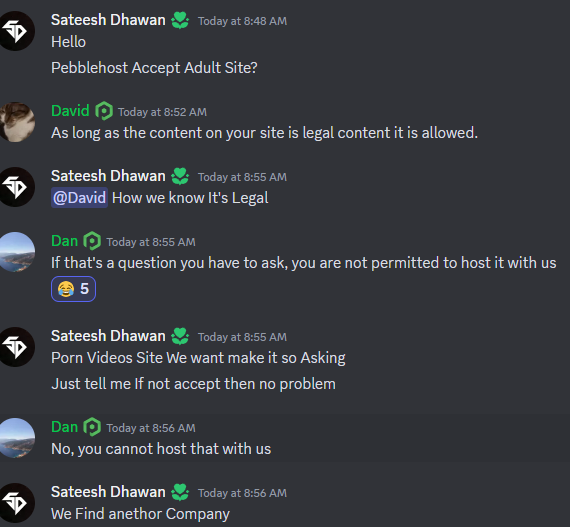 Sateesh Dhawan Today at 8:48 AM
Hello
Pebblehost Accept Adult Site?
David Today at 8:52 AM
As long as the content on your site is legal content it is allowed.
Sateesh Dhawan Today at 8:55 AM
@David How we know It's Legal
Dan Today at 8:55 AM
If that's a question you have to ask, you are not permitted to host it with us
😂 5
Sateesh Dhawan Today at 8:55 AM
Porn Videos Site We want make it so Asking
Just tell me If not accept then no problem
Dan Today at 8:56 AM
No, you cannot host that with us
Sateesh Dhawan Today at 8:56 AM
We Find anethor Company